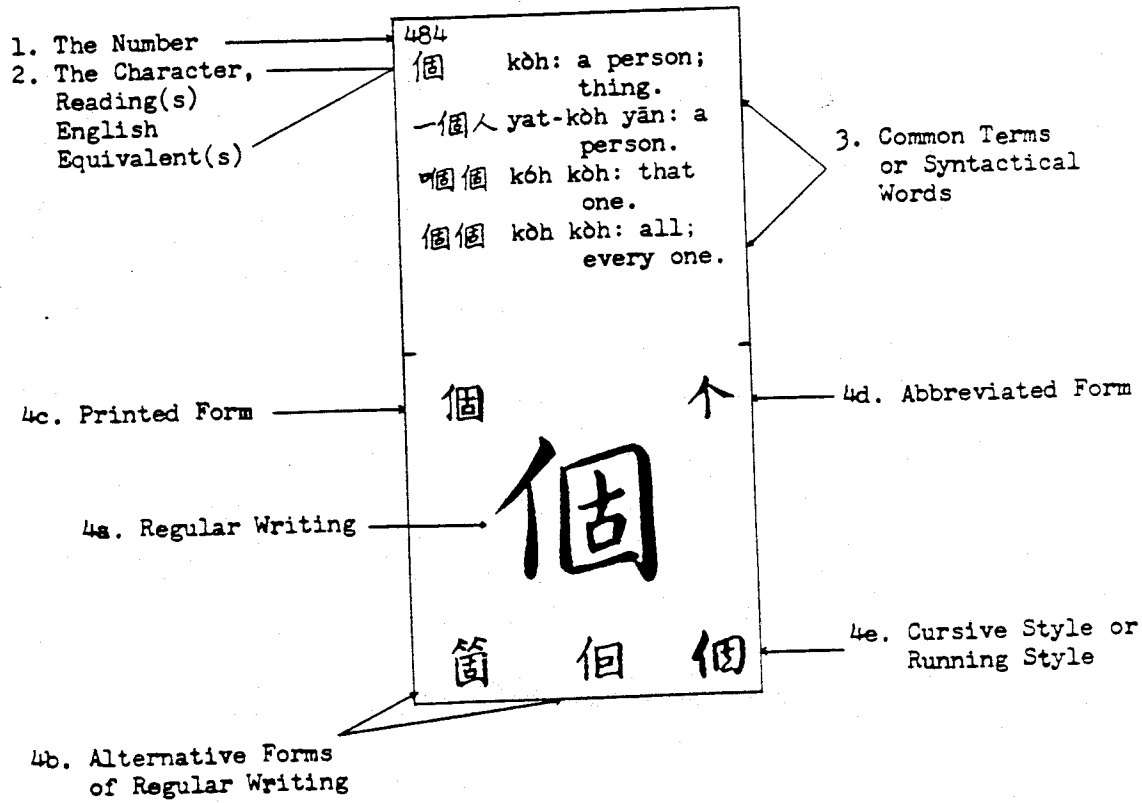 1. The Number
2. The Character,
Reading(s)
English
Equivalent(s)
484
個 kòh: a person;
thing.
一個人 yat-kòh yān: a
person.
嗰個 kóh kòh: that
one.
個個 kòh kòh: all;
every one.
3. Common Terms
or Syntactical
Words
4c. Printed Form
個
个
4d. Abbreviated Form
4a. Regular Writing
個
箇 佪 個
4e. Cursive Style or
Running Style
4b. Alternative Forms
of Regular Writing